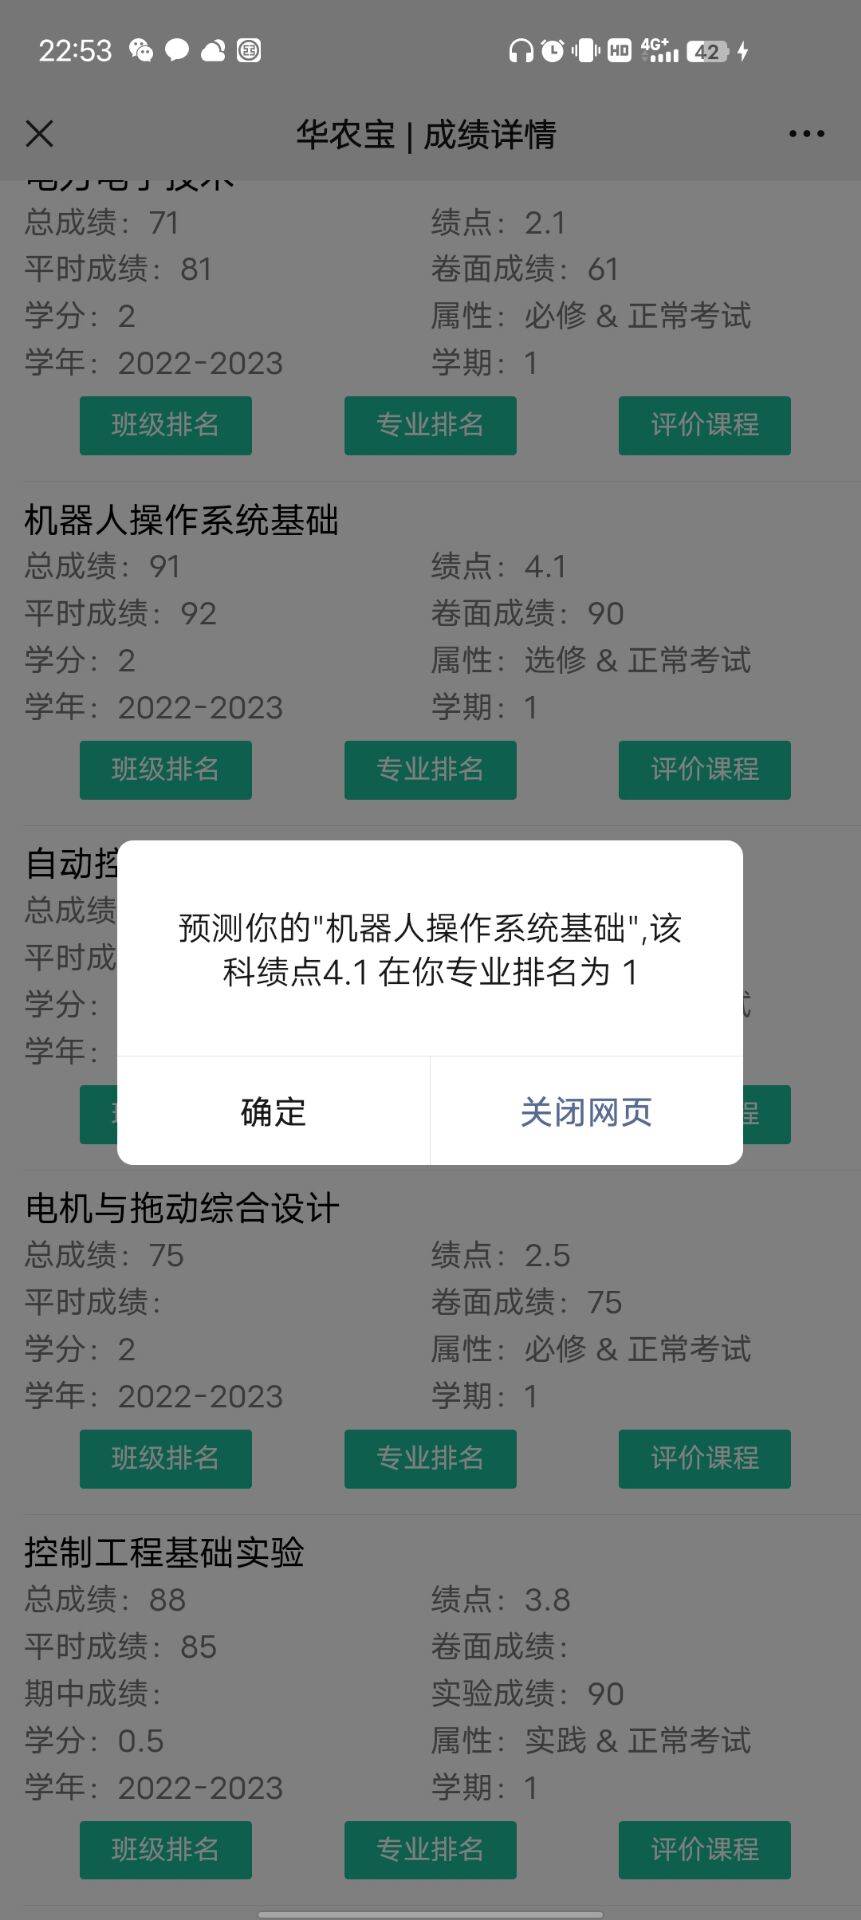 22:53
HD 4G+ 42
华农宝 | 成绩详情
电力电子技术
总成绩：71 绩点：2.1
平时成绩：81 卷面成绩：61
学分：2 属性：必修 & 正常考试
学年：2022-2023 学期：1
班级排名 专业排名 评价课程
机器人操作系统基础
总成绩：91 绩点：4.1
平时成绩：92 卷面成绩：90
学分：2 属性：选修 & 正常考试
学年：2022-2023 学期：1
班级排名 专业排名 评价课程
自动控
总成绩
平时成
学分：
学年：
预测你的"机器人操作系统基础",该
科绩点4.1 在你专业排名为 1
确定 关闭网页
程
电机与拖动综合设计
总成绩：75 绩点：2.5
平时成绩： 卷面成绩：75
学分：2 属性：必修 & 正常考试
学年：2022-2023 学期：1
班级排名 专业排名 评价课程
控制工程基础实验
总成绩：88 绩点：3.8
平时成绩：85 卷面成绩：
期中成绩： 实验成绩：90
学分：0.5 属性：实践 & 正常考试
学年：2022-2023 学期：1
班级排名 专业排名 评价课程